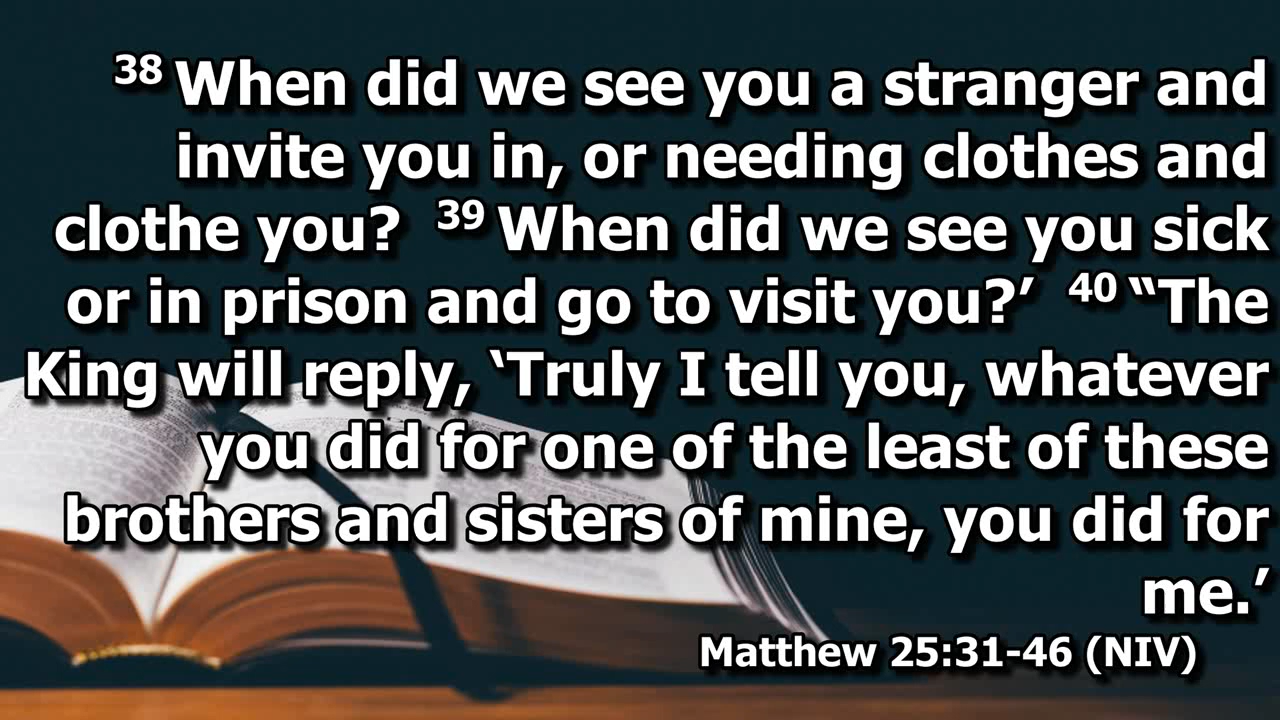 38 When did we see you a stranger and
invite you in, or needing clothes and
clothe you? 39 When did we see you sick
or in prison and go to visit you?’ 40 “The
King will reply, ‘Truly I tell you, whatever
you did for one of the least of these
brothers and sisters of mine, you did for
me.’
Matthew 25:31-46 (NIV)